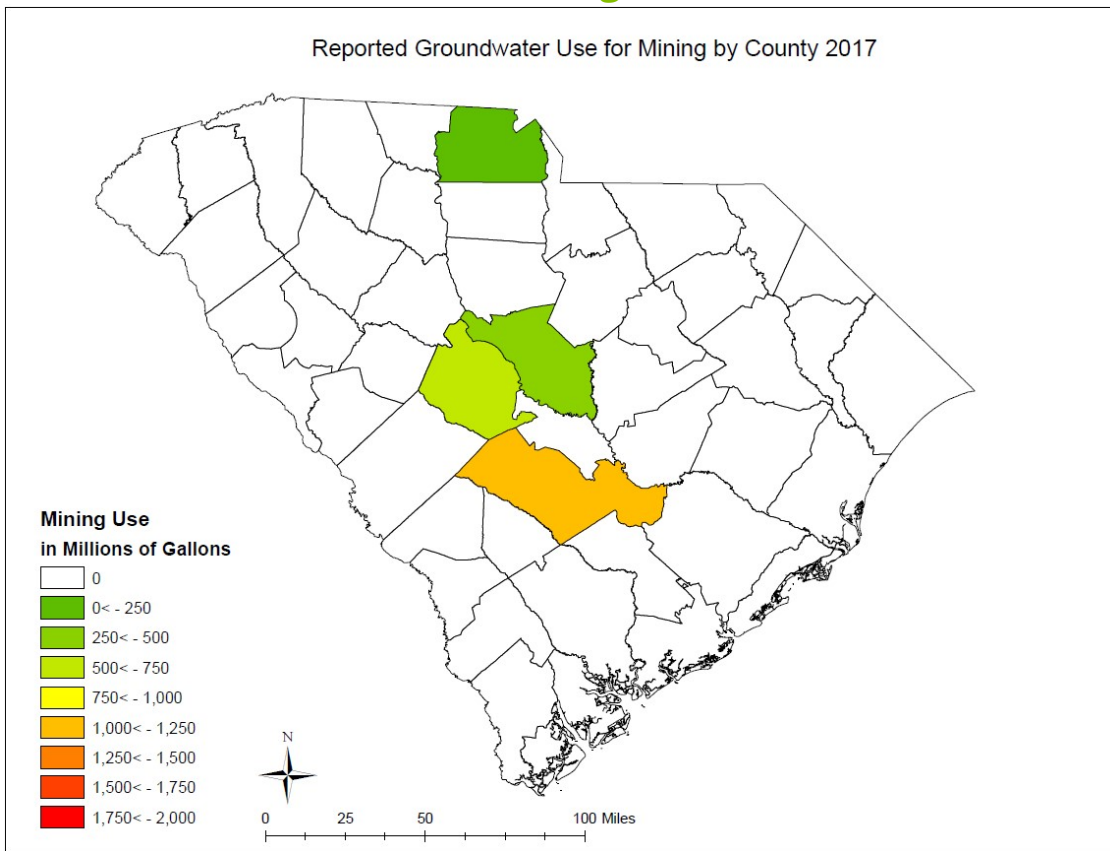 Reported Groundwater Use for Mining by County 2017
Mining Use
in Millions of Gallons
0
0< - 250
250< - 500
500< - 750
750< - 1,000
1,000< - 1,250
1,250< - 1,500
1,500< - 1,750
1,750< - 2,000
N
0 25 50 100 Miles